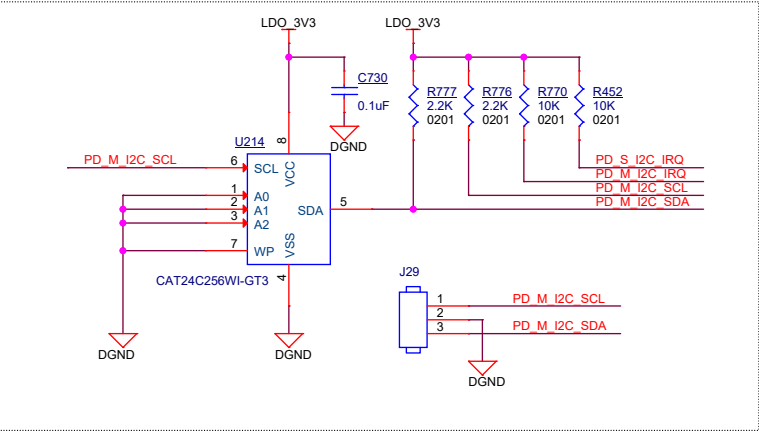 LDO_3V3
LDO_3V3
C730
0.1uF
DGND
R777
2.2K
0201
R776
2.2K
0201
R770
10K
0201
R452
10K
0201
U214
8
PD_M_I2C_SCL
6
SCL
VCC
1
A0
2
A1
3
A2
SDA
5
7
WP
VSS
4
CAT24C256WI-GT3
PD_S_I2C_IRQ
PD_M_I2C_IRQ
PD_M_I2C_SCL
PD_M_I2C_SDA
DGND
DGND
J29
1
PD_M_I2C_SCL
2
3
PD_M_I2C_SDA
DGND